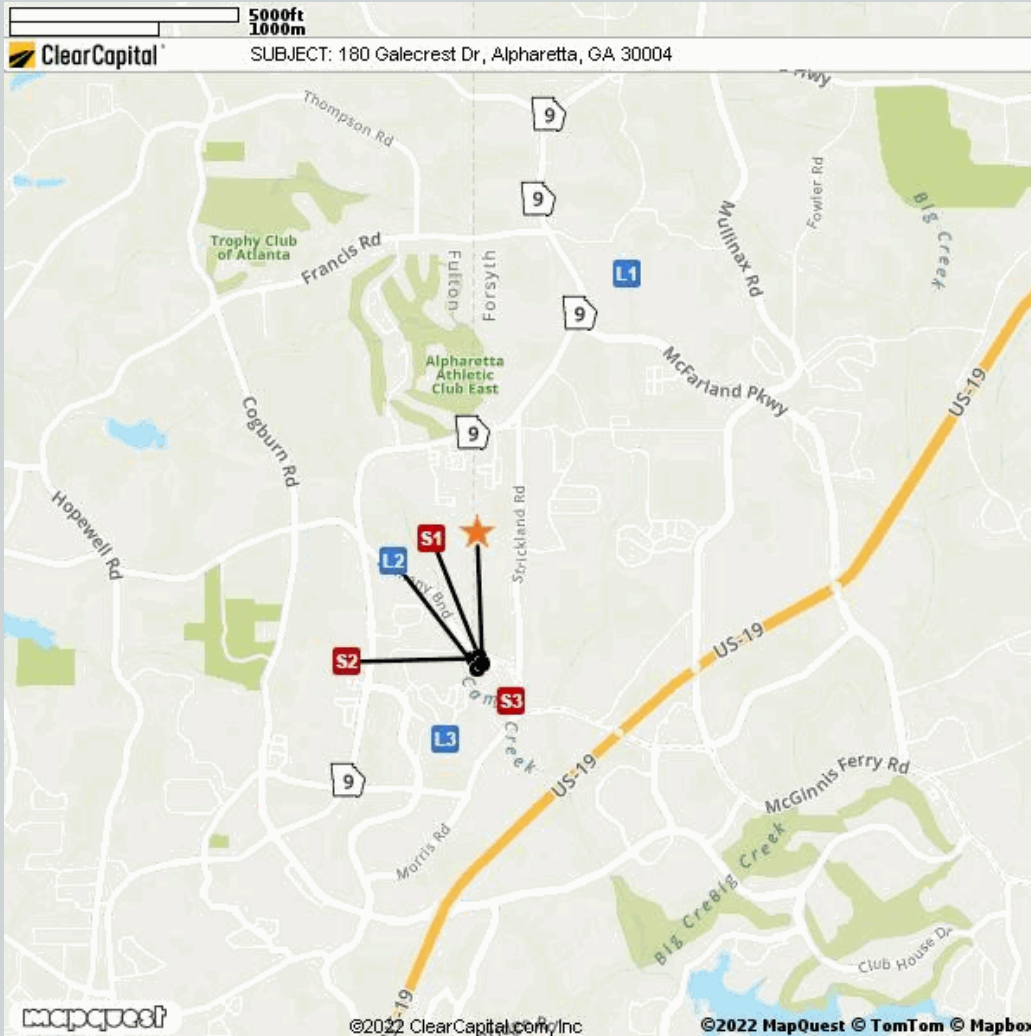 5000ft
1000m
ClearCapital
SUBJECT: 180 Galecrest Dr, Alpharetta, GA 30004
9
Thompson Rd
Fowler Rd
9
Mullinax Rd
Big Creek
Trophy Club
of Atlanta
Francis Rd
Fulton
Forsyth
L1
9
Alpharetta
Athletic
Club East
McFarland Pkwy
US-19
Cogburn Rd
9
Hopewell Rd
Strickland Rd
S1
L2
Bnd
US-19
S2
S3
Creek
L3
9
US-19
McGinnis Ferry Rd
Morris Rd
Big Creek
Big Cre
Club House Dr
-19
mapquest
©2022 ClearCapital.com, Inc
©2022 MapQuest © TomTom © Mapbox